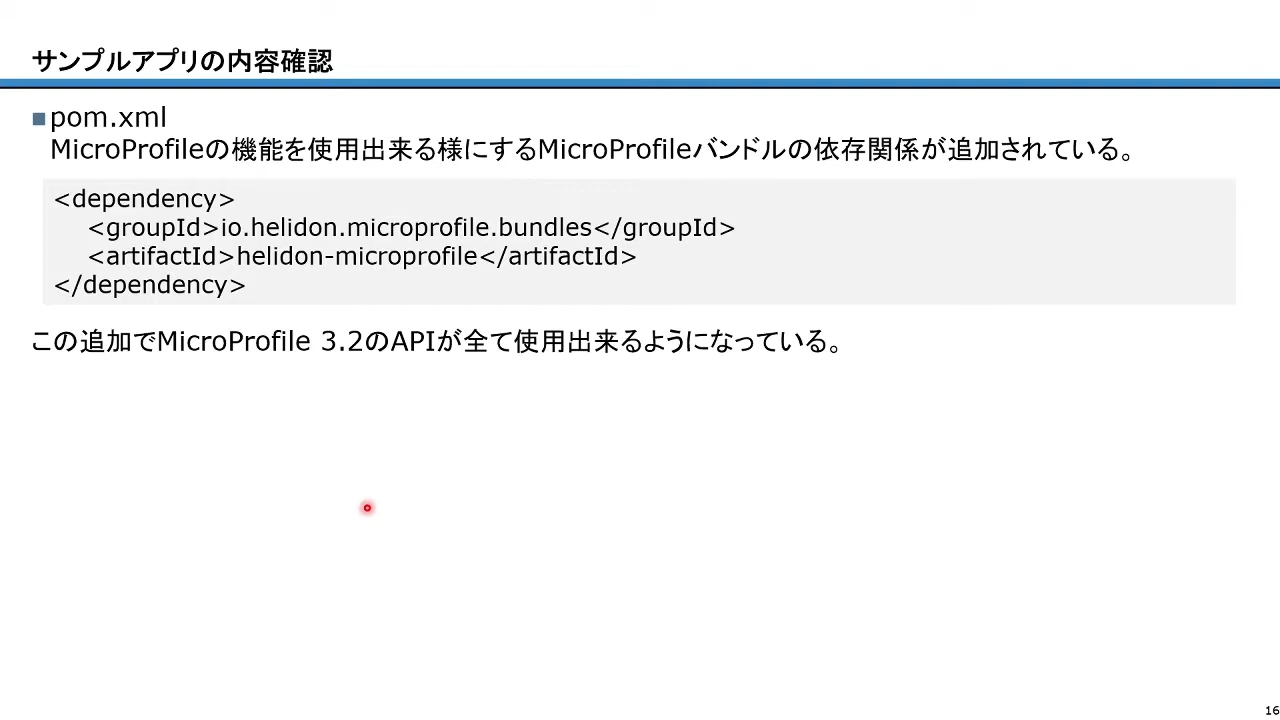 サンプルアプリの内容確認
■pom.xml
MicroProfileの機能を使用出来る様にするMicroProfileバンドルの依存関係が追加されている。
<dependency>
    <groupId>io.helidon.microprofile.bundles</groupId>
    <artifactId>helidon-microprofile</artifactId>
</dependency>
この追加でMicroProfile 3.2のAPIが全て使用出来るようになっている。
16